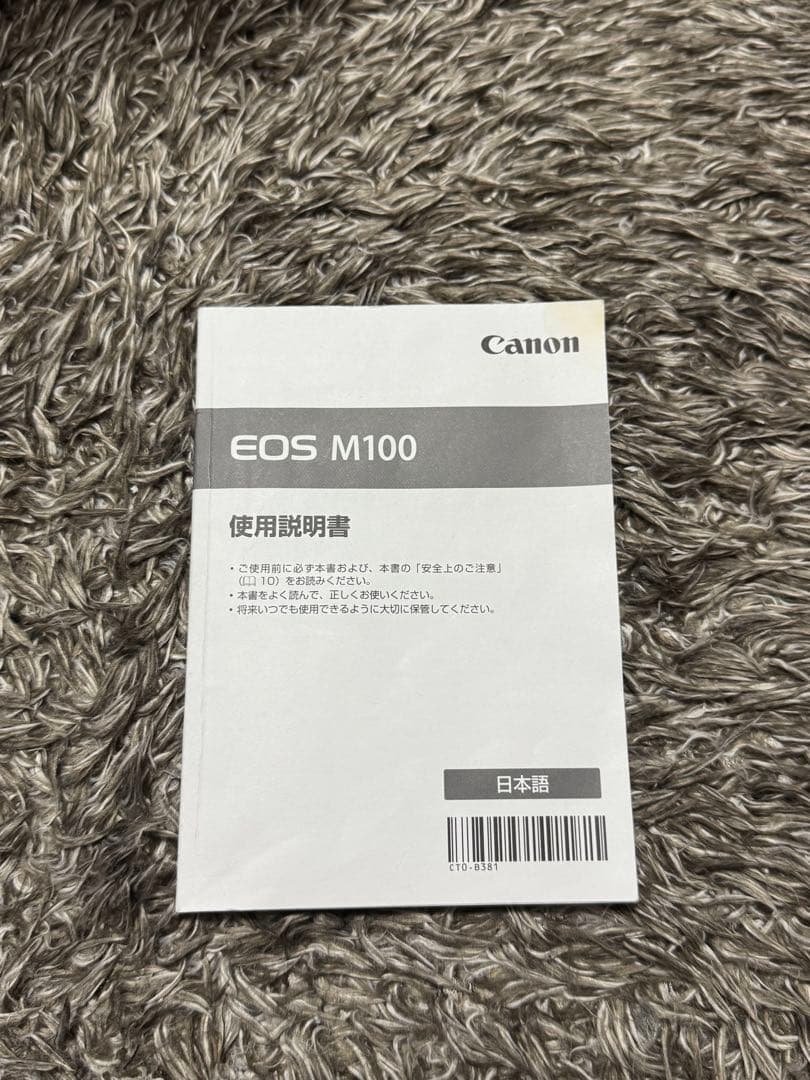 Canon
EOS M100
使用説明書
・ご使用前に必ず本書および、本書の「安全上のご注意」
（📖10）をお読みください。
・本書をよく読んで、正しくお使いください。
・将来いつでも使用できるように大切に保管してください。
日本語
CT0-B381